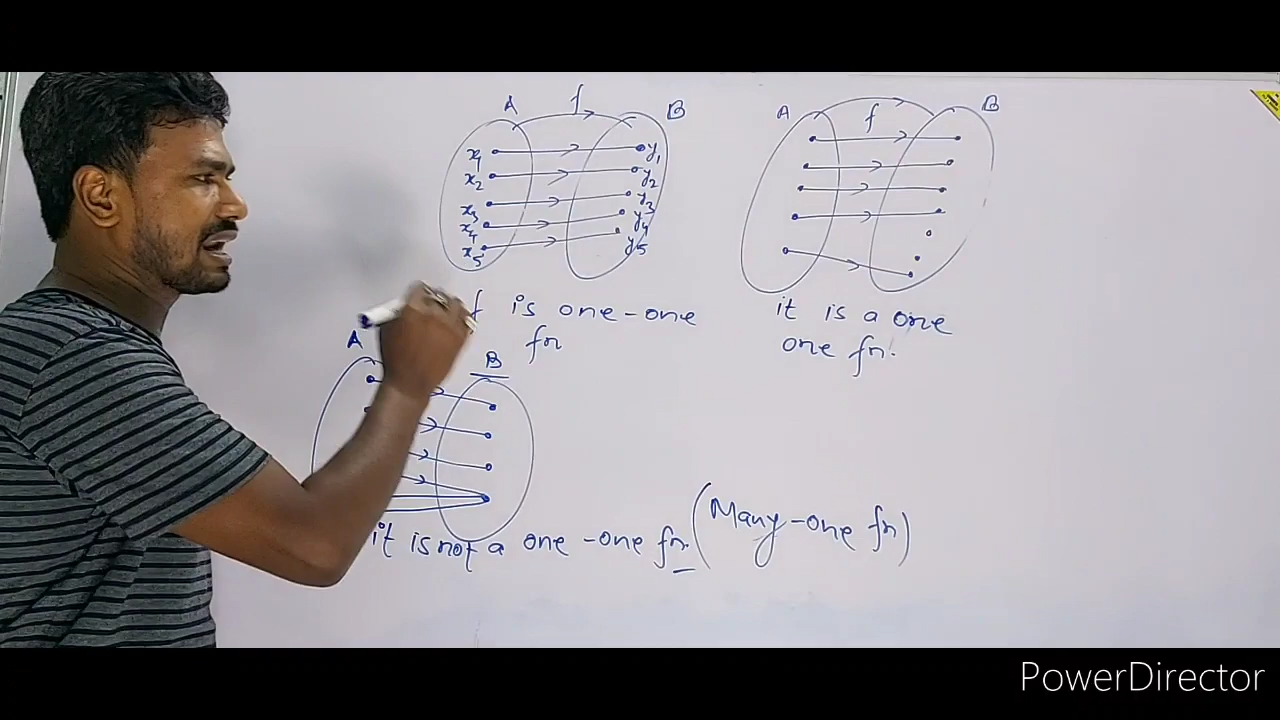 A f B
x1 y1
x2 y2
x3 y3
x4 y4
x5 y5
f is one-one
fn
A f B
it is a one
one fn.
A B
it is not a one-one fn. (Many-one fn)
PowerDirector